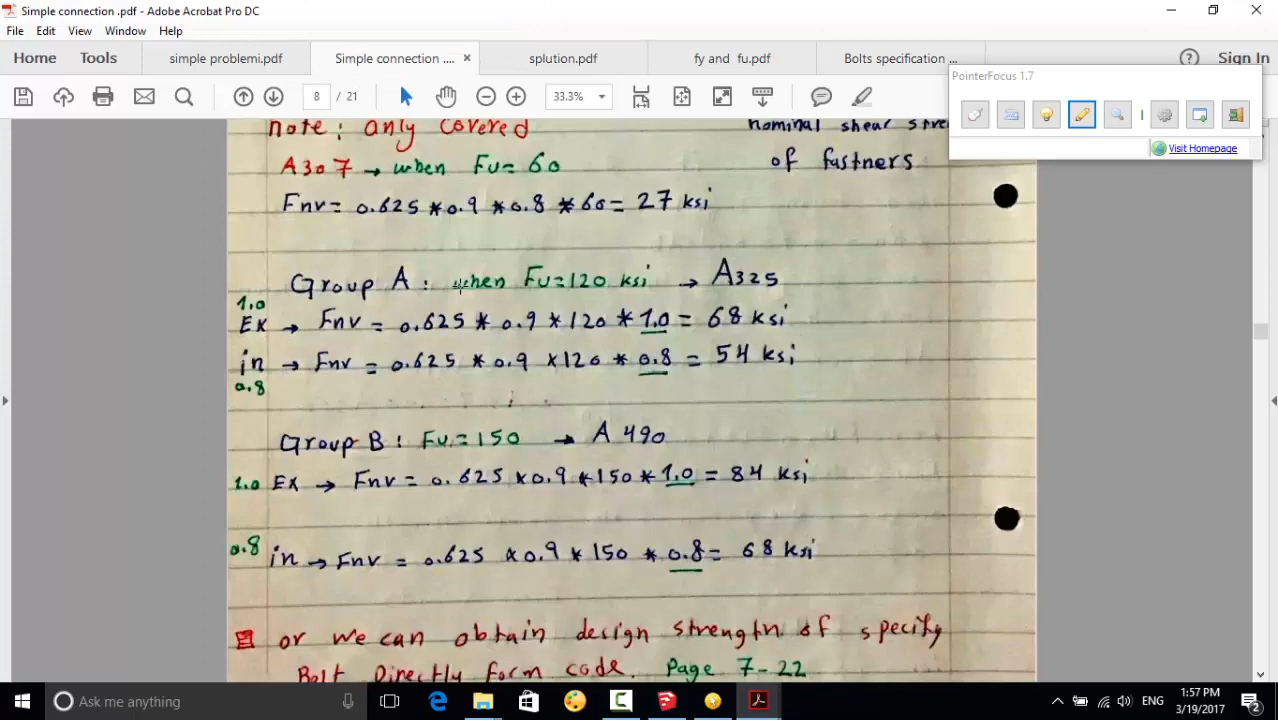 Simple connection .pdf - Adobe Acrobat Pro DC
File Edit View Window Help
Home Tools simple problemi.pdf Simple connection .... × splution.pdf fy and fu.pdf Bolts specification ... Sign In
PointerFocus 1.7
8 / 21 33.3%
Visit Homepage
note: only covered
nominal shear stre
A307 → when Fu= 60
of fastners
Fnv= 0.625 *0.9 *0.8 *60= 27 ksi
Group A : when Fu=120 ksi → A325
1.0
EX → Fnv = 0.625 * 0.9 * 120 * 1.0 = 68 ksi
in → Fnv = 0.625 * 0.9 *120 * 0.8 = 54 ksi
0.8
Group B : Fu=150 → A 490
1.0 EX → Fnv = 0.625 *0.9 *150 *1.0 = 84 ksi
0.8 in → Fnv = 0.625 *0.9 * 150 * 0.8 = 68 ksi
or we can obtain design strength of specify
Bolt Directly form code. Page 7-22
Ask me anything
ENG
1:57 PM
3/19/2017
2